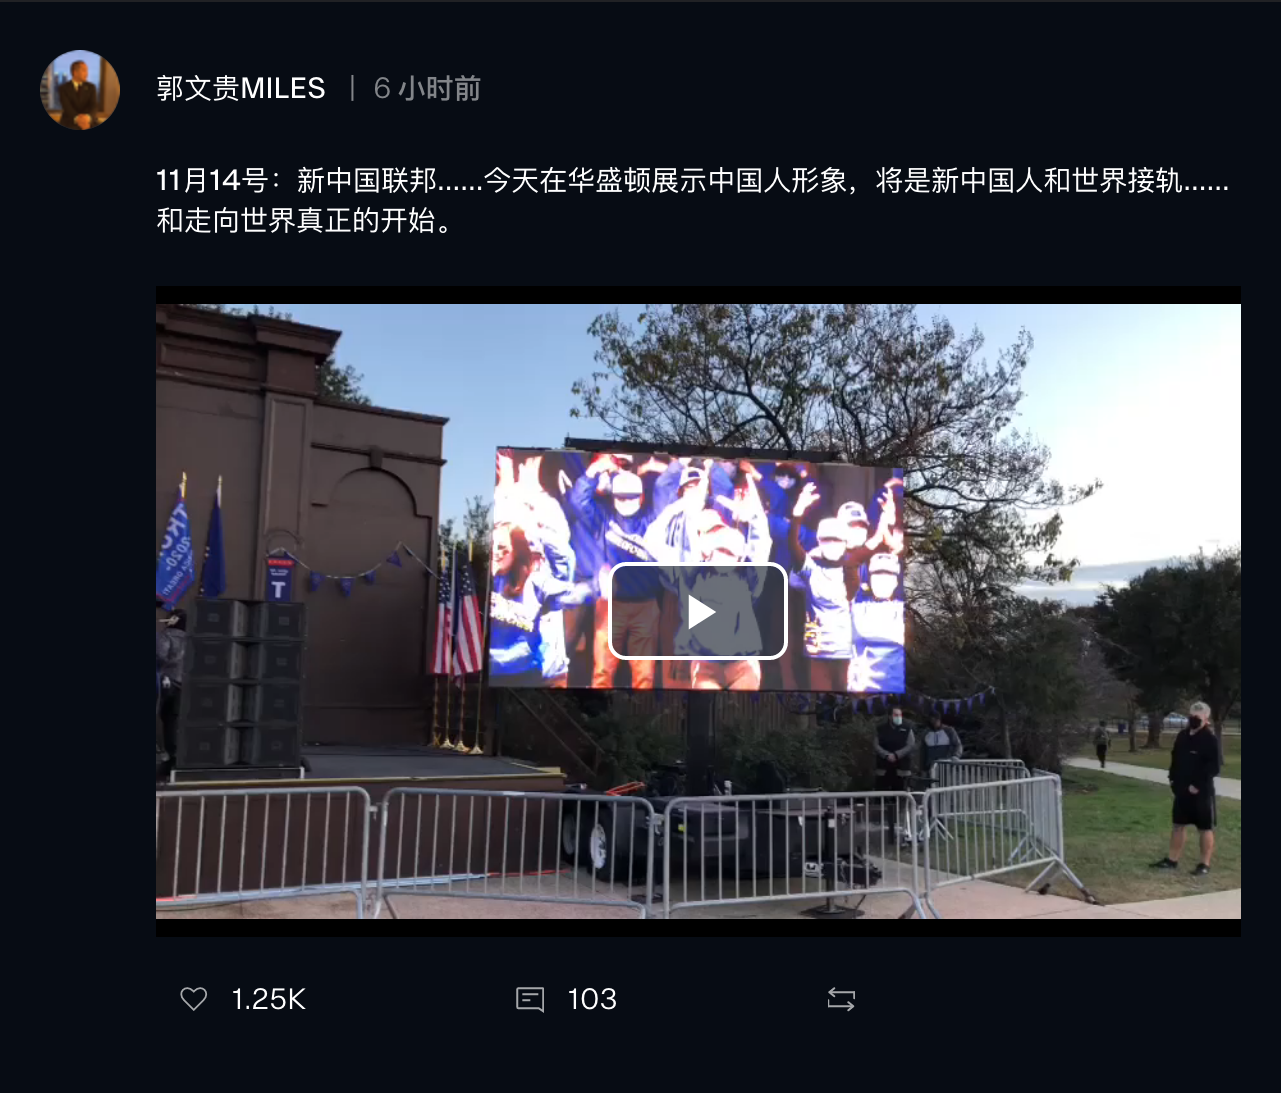 郭文贵MILES | 6 小时前
11月14号：新中国联邦......今天在华盛顿展示中国人形象，将是新中国人和世界接轨......
和走向世界真正的开始。
2020
T
1.25K 103